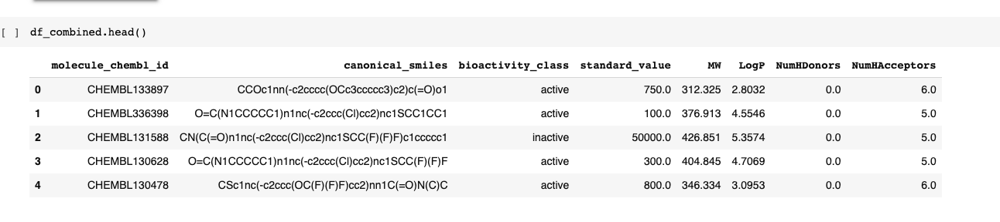 [ ] df_combined.head()
molecule_chembl_id canonical_smiles bioactivity_class standard_value MW LogP NumHDonors NumHAcceptors
0 CHEMBL133897 CCOc1nn(-c2cccc(OCc3ccccc3)c2)c(=O)o1 active 750.0 312.325 2.8032 0.0 6.0
1 CHEMBL336398 O=C(N1CCCCC1)n1nc(-c2ccc(Cl)cc2)nc1SCC1CC1 active 100.0 376.913 4.5546 0.0 5.0
2 CHEMBL131588 CN(C(=O)n1nc(-c2ccc(Cl)cc2)nc1SCC(F)(F)F)c1ccccc1 inactive 50000.0 426.851 5.3574 0.0 5.0
3 CHEMBL130628 O=C(N1CCCCC1)n1nc(-c2ccc(Cl)cc2)nc1SCC(F)(F)F active 300.0 404.845 4.7069 0.0 5.0
4 CHEMBL130478 CSc1nc(-c2ccc(OC(F)(F)F)cc2)nn1C(=O)N(C)C active 800.0 346.334 3.0953 0.0 6.0